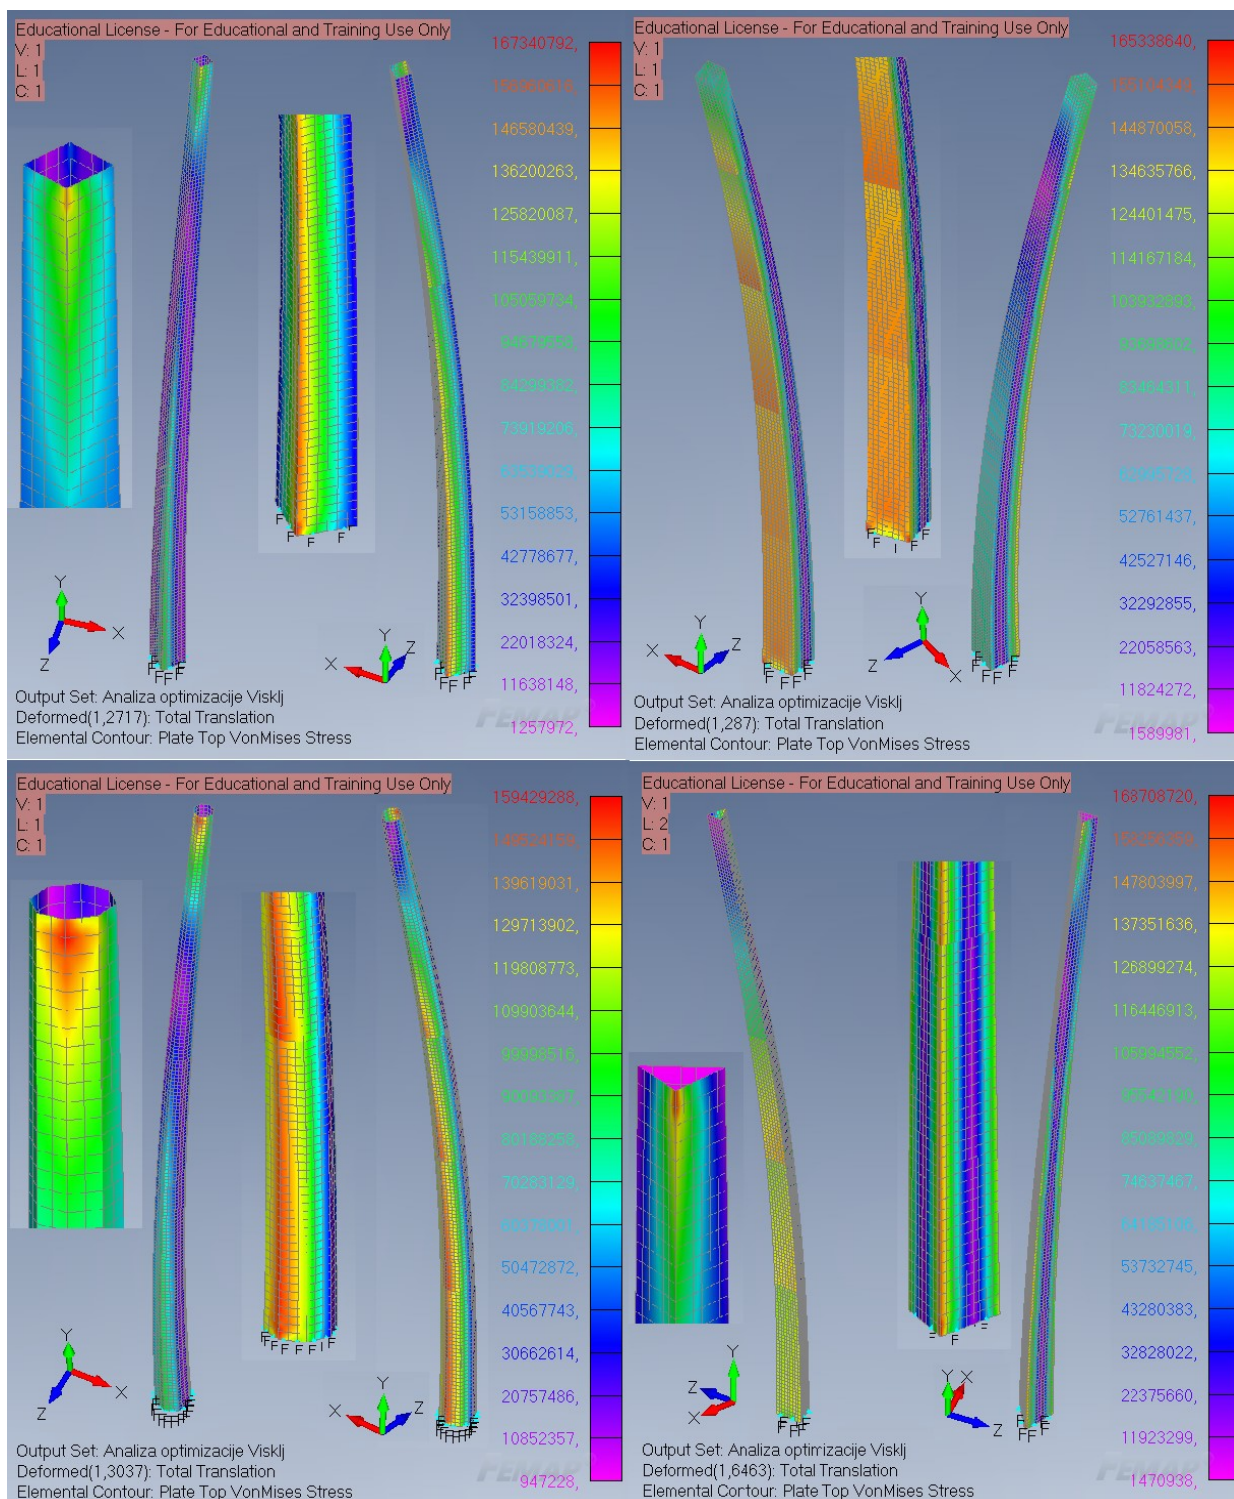 Educational License - For Educational and Training Use Only
V: 1
L: 1
C: 1
167340792,
146580439,
136200263,
125820087,
115439911,
105059734,
84299382,
73919206,
53158853,
42778677,
32398501,
22018324,
11638148,
1257972,
F F F F
Y
X
Z
Y
Z
X
Output Set: Analiza optimizacije Visklj
Deformed(1,2717): Total Translation
Elemental Contour: Plate Top VonMises Stress
FEMAP
Educational License - For Educational and Training Use Only
V: 1
L: 1
C: 1
165338640,
155104349,
144870058,
134635766,
124401475,
114167184,
103932893,
83464311,
73230019,
52761437,
42527146,
32292855,
22058563,
11824272,
1589981,
F F F
Y
X
Z
Y
Z
X
Output Set: Analiza optimizacije Visklj
Deformed(1,287): Total Translation
Elemental Contour: Plate Top VonMises Stress
FEMAP
Educational License - For Educational and Training Use Only
V: 1
L: 1
C: 1
159429288,
139619031,
129713902,
119808773,
109903644,
99998516,
80188258,
70283129,
50472872,
40567743,
30662614,
20757486,
10852357,
947228,
Y
X
Z
Y
Z
X
Output Set: Analiza optimizacije Visklj
Deformed(1,3037): Total Translation
Elemental Contour: Plate Top VonMises Stress
FEMAP
Educational License - For Educational and Training Use Only
V: 1
L: 2
C: 1
168708720,
147803997,
137351636,
126899274,
116446913,
105994552,
85089829,
74637467,
53732745,
43280383,
32828022,
22375660,
11923299,
1470938,
Y
Z
X
Y
X
Z
Output Set: Analiza optimizacije Visklj
Deformed(1,6463): Total Translation
Elemental Contour: Plate Top VonMises Stress
FEMAP